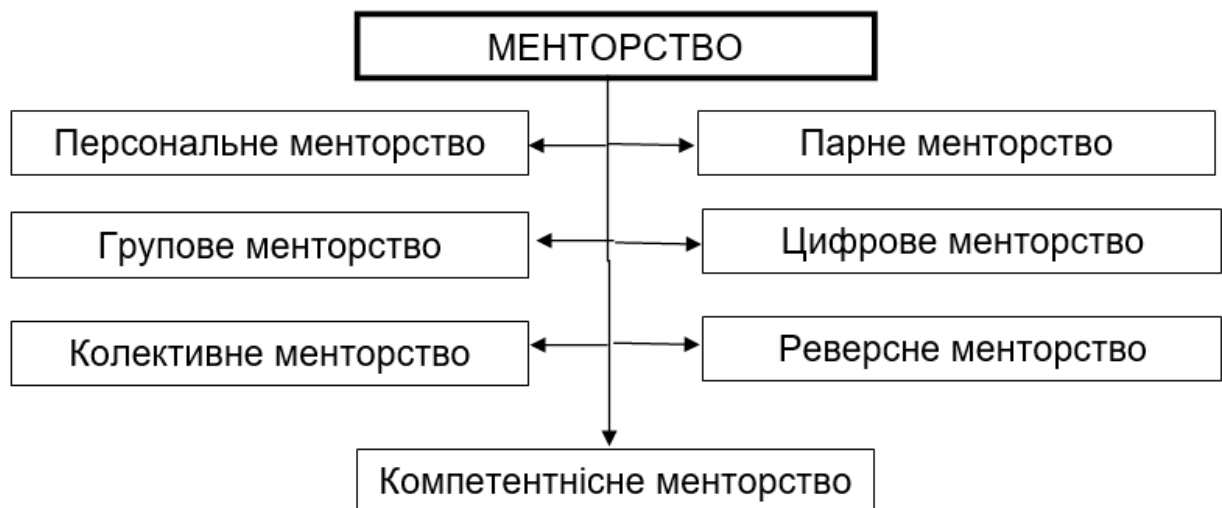 МЕНТОРСТВО
Персональне менторство
Парне менторство
Групове менторство
Цифрове менторство
Колективне менторство
Реверсне менторство
Компетентнісне менторство